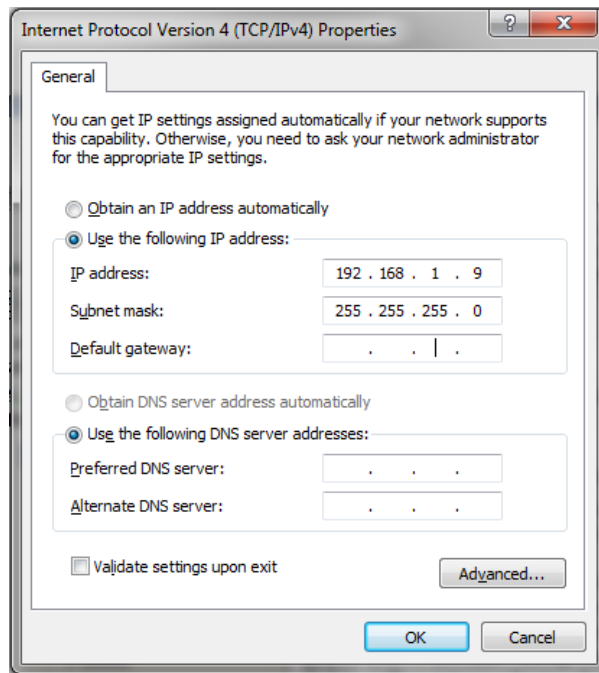 Internet Protocol Version 4 (TCP/IPv4) Properties
General
You can get IP settings assigned automatically if your network supports
this capability. Otherwise, you need to ask your network administrator
for the appropriate IP settings.
Obtain an IP address automatically
Use the following IP address:
IP address: 192 . 168 . 1 . 9
Subnet mask: 255 . 255 . 255 . 0
Default gateway: . . .
Obtain DNS server address automatically
Use the following DNS server addresses:
Preferred DNS server: . . .
Alternate DNS server: . . .
Validate settings upon exit
Advanced...
OK Cancel